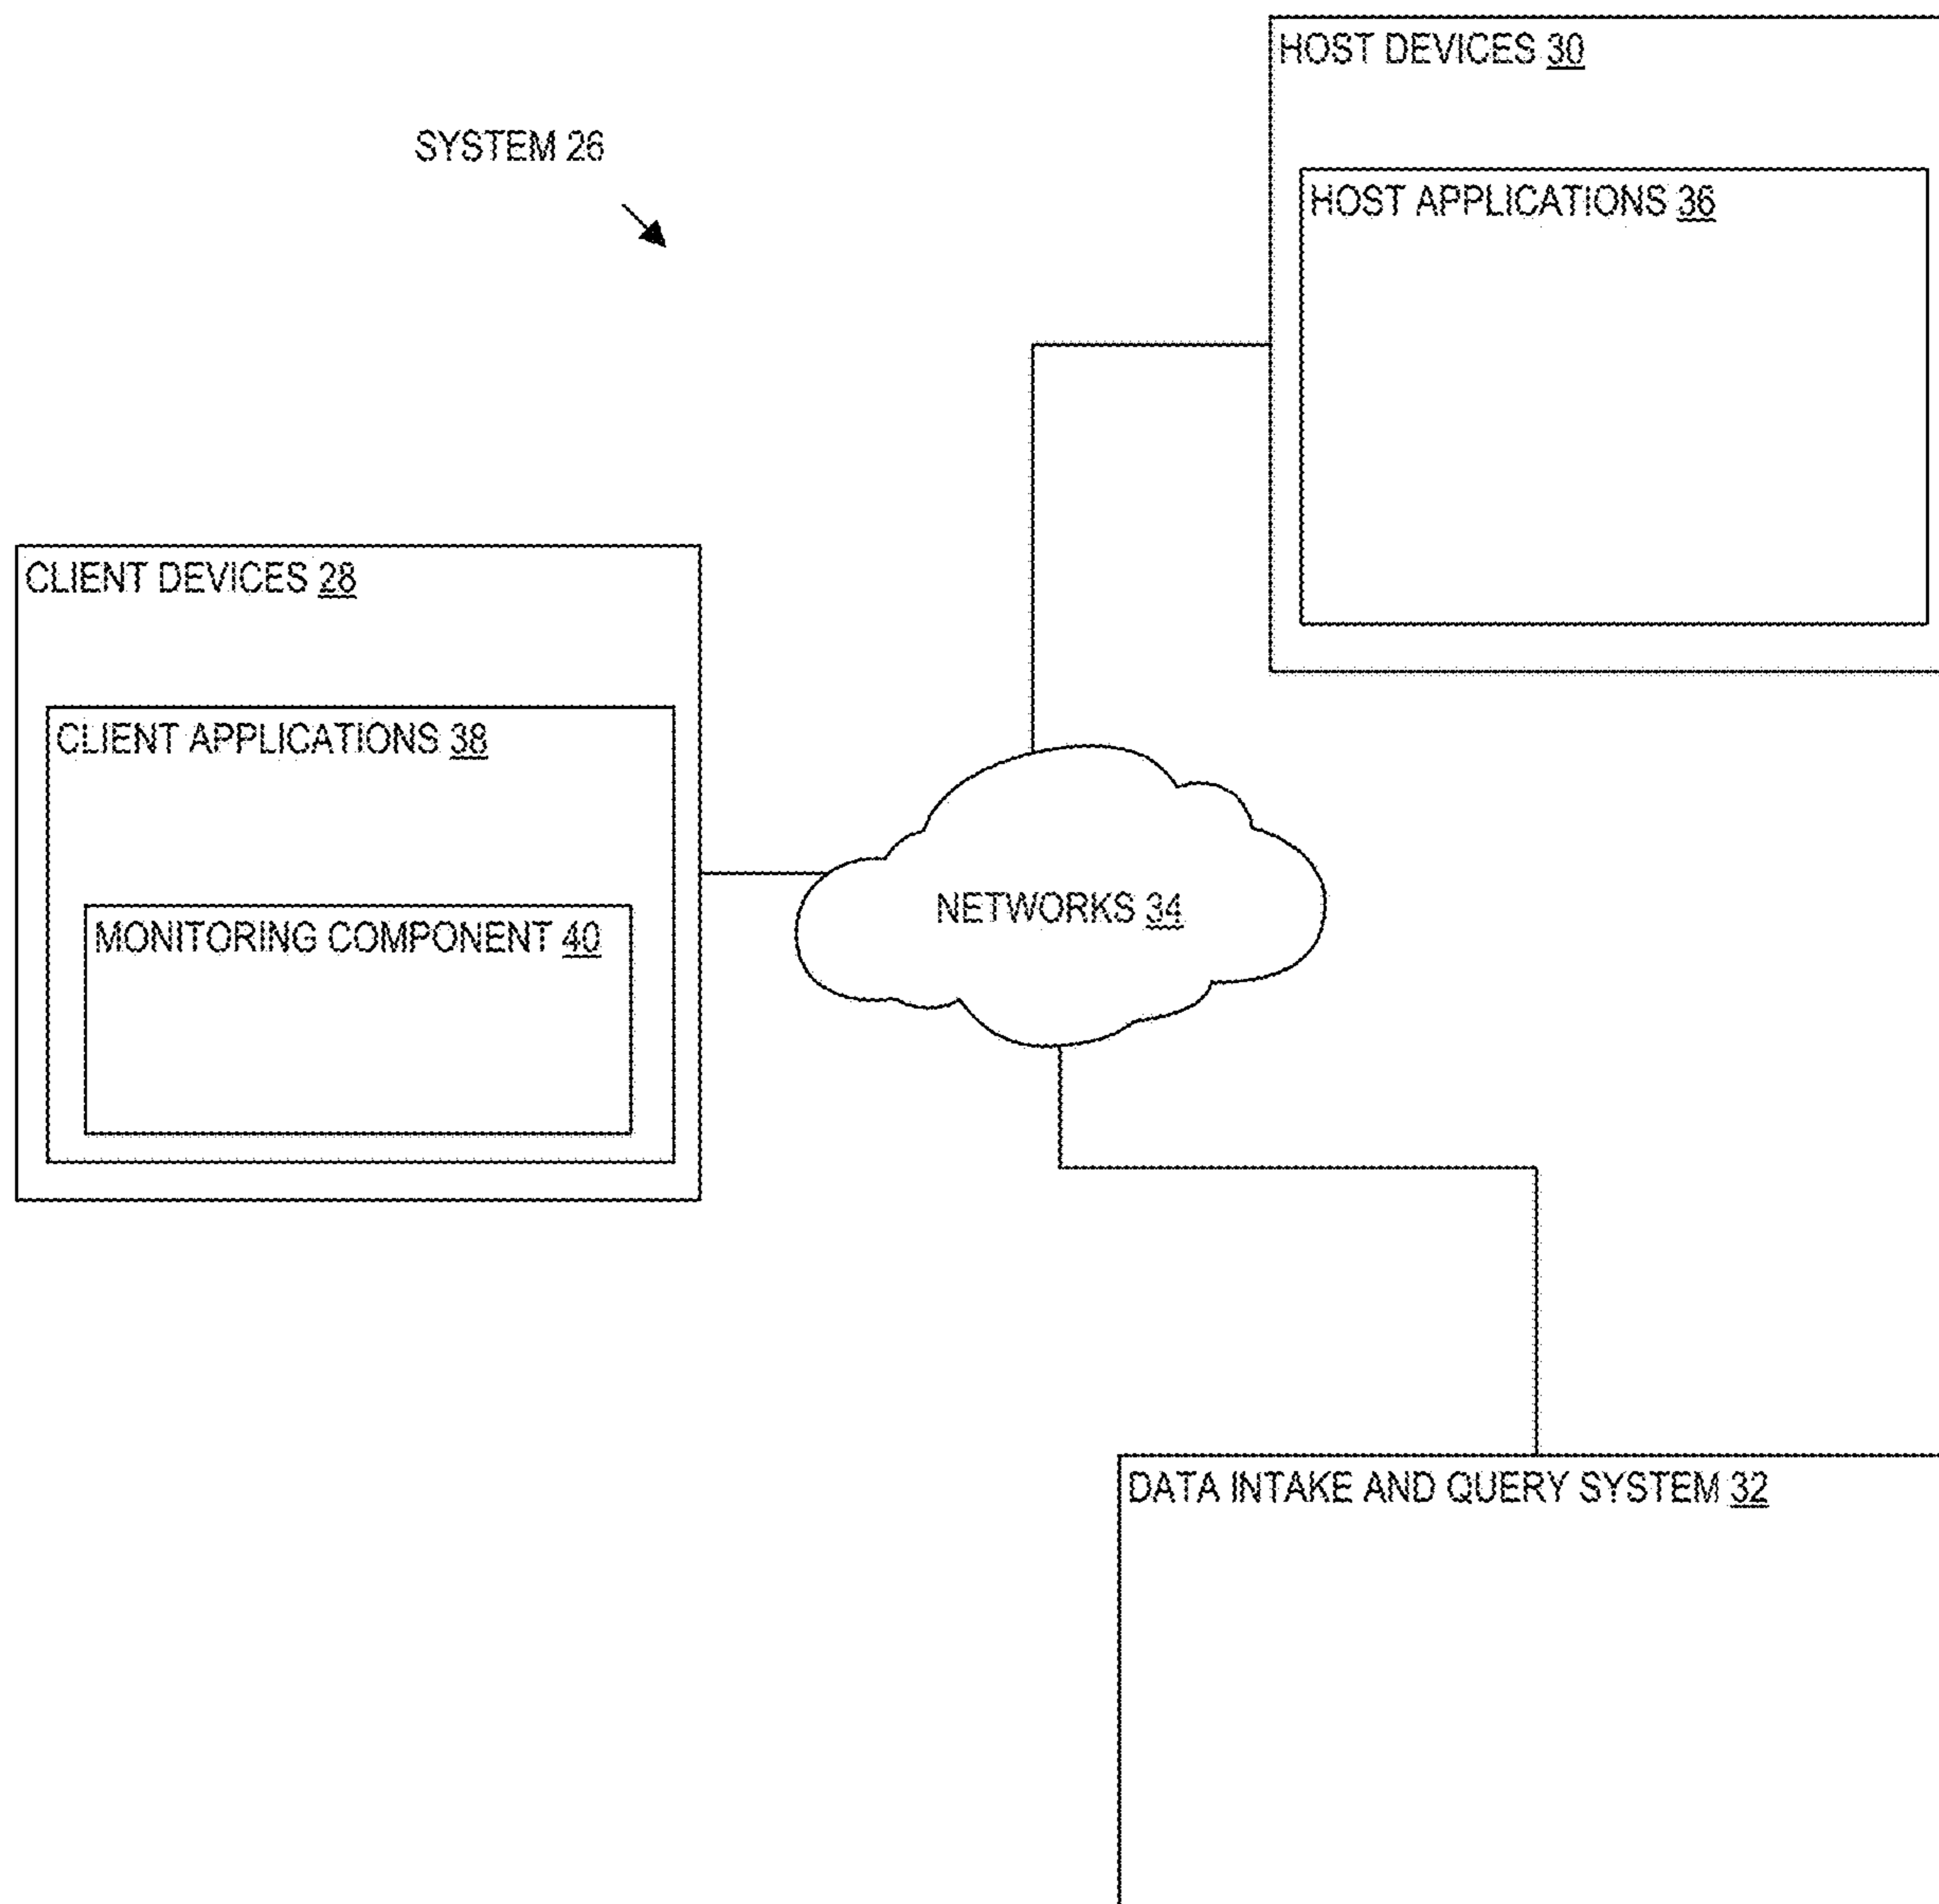 HOST DEVICES 30
SYSTEM 26
HOST APPLICATIONS 36
CLIENT DEVICES 28
CLIENT APPLICATIONS 38
NETWORKS 34
MONITORING COMPONENT 40
DATA INTAKE AND QUERY SYSTEM 32